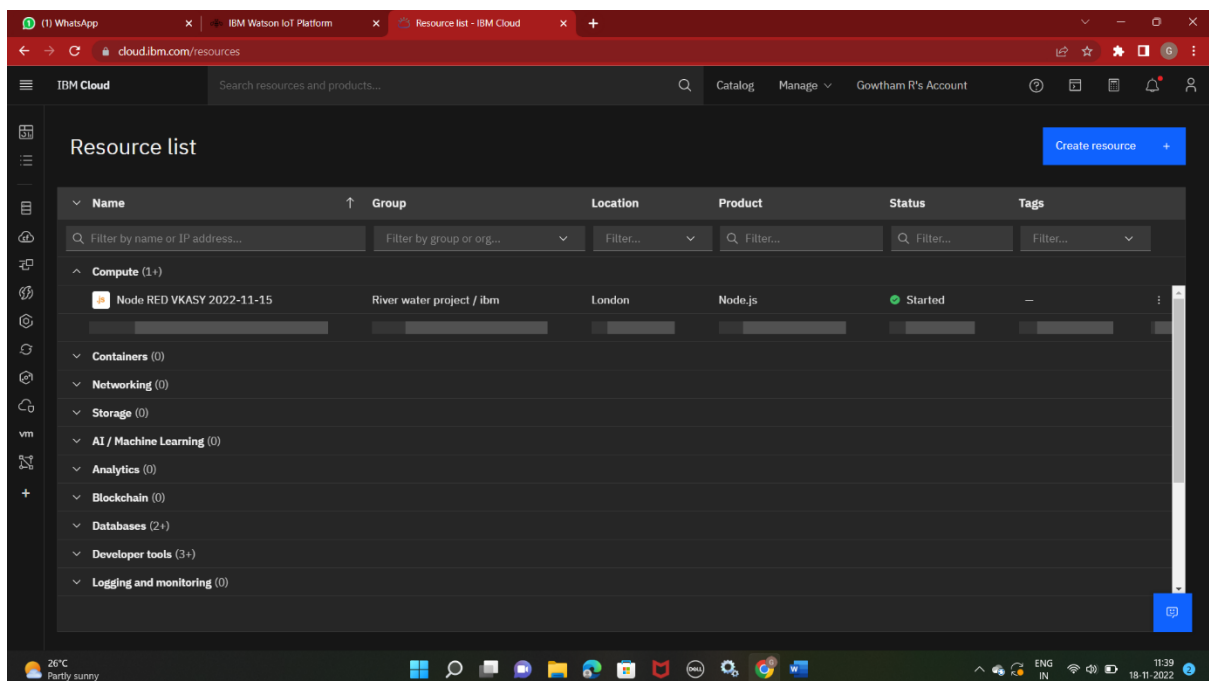 (1) WhatsApp IBM Watson IoT Platform Resource list - IBM Cloud
cloud.ibm.com/resources G
IBM Cloud Search resources and products... Catalog Manage Gowtham R's Account
Resource list Create resource +
Name Group Location Product Status Tags
Filter by name or IP address... Filter by group or org... Filter... Filter... Filter... Filter...
Compute (1+)
Node RED VKASY 2022-11-15 River water project / ibm London Node.js Started –
Containers (0)
Networking (0)
Storage (0)
vm
AI / Machine Learning (0)
Analytics (0)
Blockchain (0)
Databases (2+)
Developer tools (3+)
Logging and monitoring (0)
26°C
Partly sunny
DELL
W
ENG
IN
11:39
18-11-2022
2